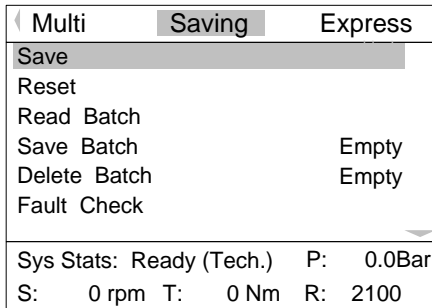 Multi Saving Express
Save
Reset
Read Batch
Save Batch Empty
Delete Batch Empty
Fault Check
Sys Stats: Ready (Tech.) P: 0.0Bar
S: 0 rpm T: 0 Nm R: 2100